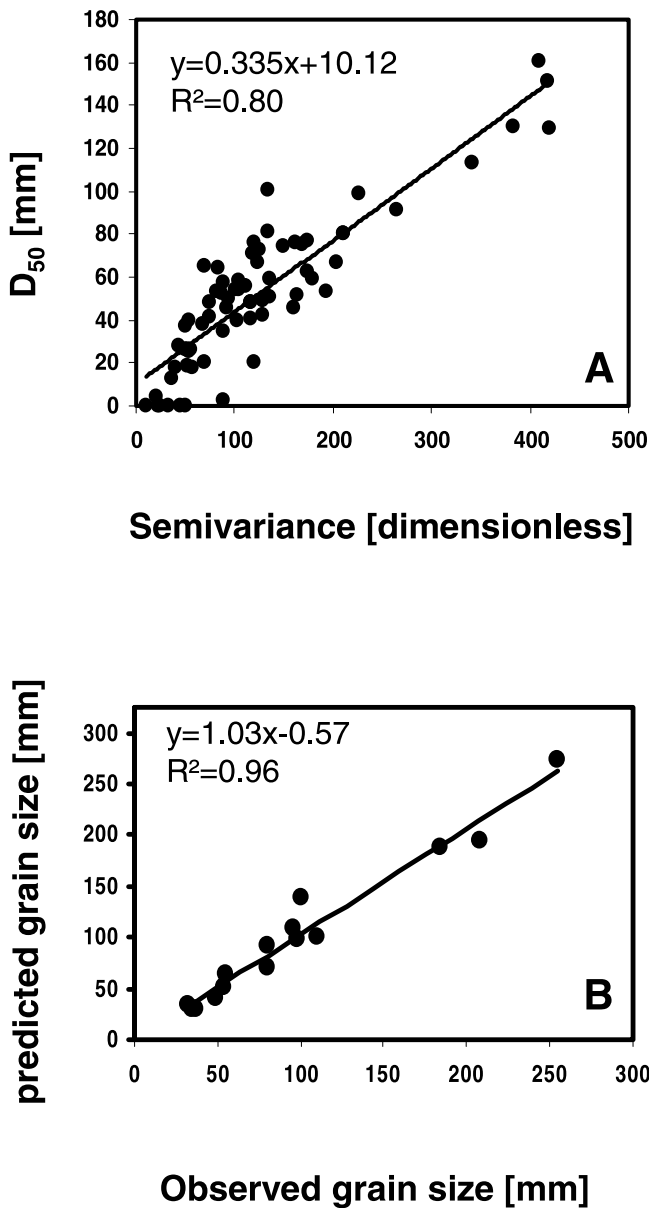 180
160
140
120
100
80
60
40
20
0
D50 [mm]
y=0.335x+10.12
R²=0.80
A
0 100 200 300 400 500
Semivariance [dimensionless]
300
250
200
150
100
50
0
predicted grain size [mm]
y=1.03x-0.57
R²=0.96
B
0 50 100 150 200 250 300
Observed grain size [mm]